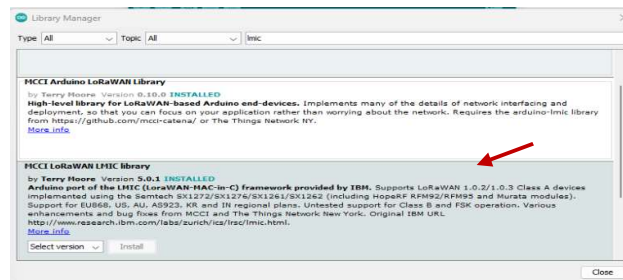 Library Manager
Type All Topic All lmic
MCCI Arduino LoRaWAN Library
by Terry Moore Version 0.10.0 INSTALLED
High-level library for LoRaWAN-based Arduino end-devices. Implements many of the details of network interfacing and
deployment, so that you can focus on your application rather than worrying about the network. Requires the arduino-lmic library
from https://github.com/mcci-catena/ or The Things Network NY.
More info
MCCI LoRaWAN LMIC library
by Terry Moore Version 5.0.1 INSTALLED
Arduino port of the LMIC (LoraWAN-MAC-in-C) framework provided by IBM. Supports LoRaWAN 1.0.2/1.0.3 Class A devices
implemented using the Semtech SX1272/SX1276/SX1261/SX1262 (including HopeRF RFM92/RFM95 and Murata modules).
Support for EU868, US, AU, AS923, KR and IN regional plans. Untested support for Class B and FSK operation. Various
enhancements and bug fixes from MCCI and The Things Network New York. Original IBM URL
http://www.research.ibm.com/labs/zurich/ics/lrsc/lmic.html.
More info
Select version Install
Close